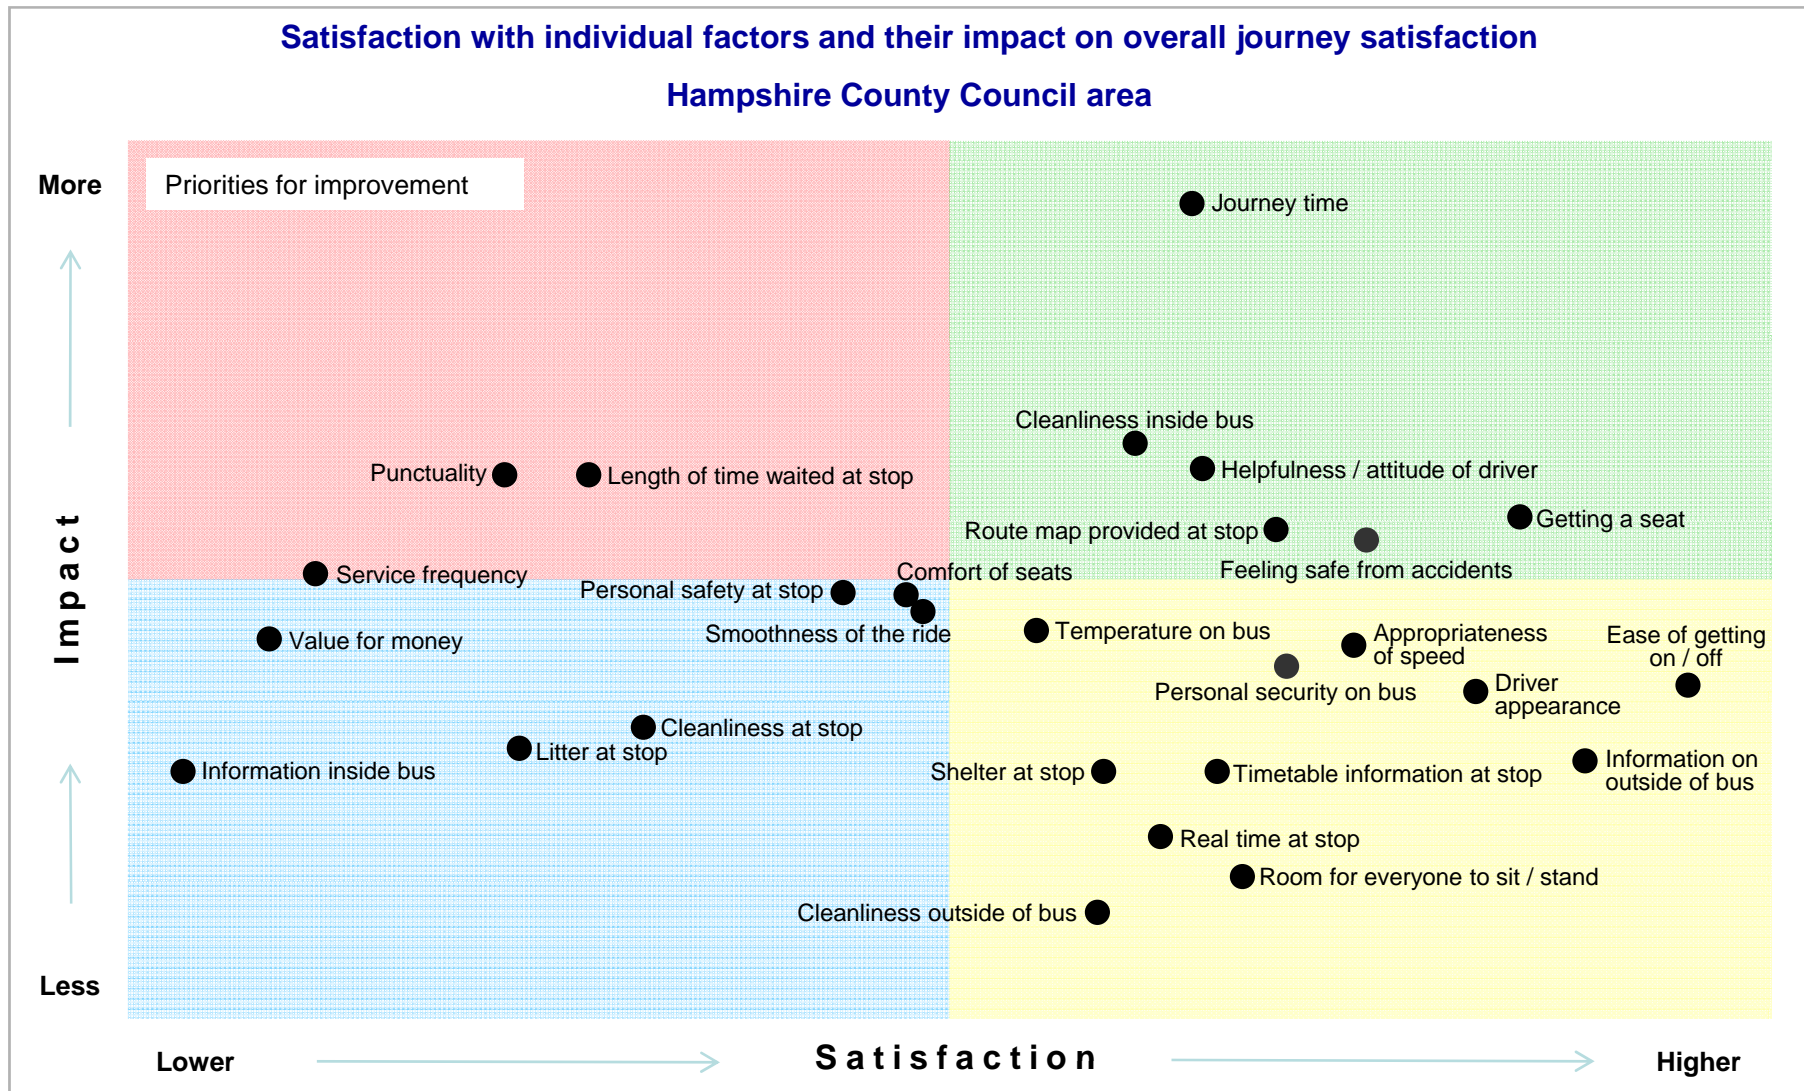 Satisfaction with individual factors and their impact on overall journey satisfaction
Hampshire County Council area
More
Priorities for improvement
Journey time
Cleanliness inside bus
Punctuality
Length of time waited at stop
Helpfulness / attitude of driver
Getting a seat
Route map provided at stop
Feeling safe from accidents
Impact
Service frequency
Comfort of seats
Personal safety at stop
Smoothness of the ride
Value for money
Temperature on bus
Appropriateness
of speed
Ease of getting
on / off
Personal security on bus
Driver
appearance
Cleanliness at stop
Litter at stop
Information inside bus
Shelter at stop
Timetable information at stop
Information on
outside of bus
Real time at stop
Room for everyone to sit / stand
Cleanliness outside of bus
Less
Lower
Satisfaction
Higher